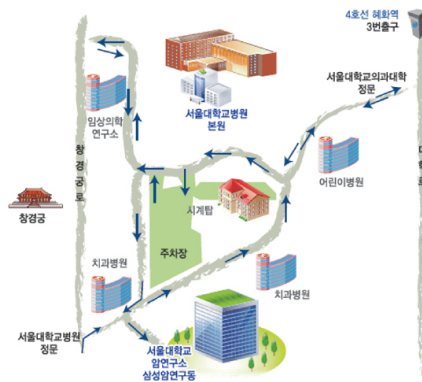 4호선 혜화역
3번출구
서울대학교의과대학
정문
서울대학교병원
본원
임상의학
연구소
창경궁로
어린이병원
대학로
창경궁
시계탑
주차장
치과병원
치과병원
서울대학교병원
정문
서울대학교
암연구소
삼성암연구동